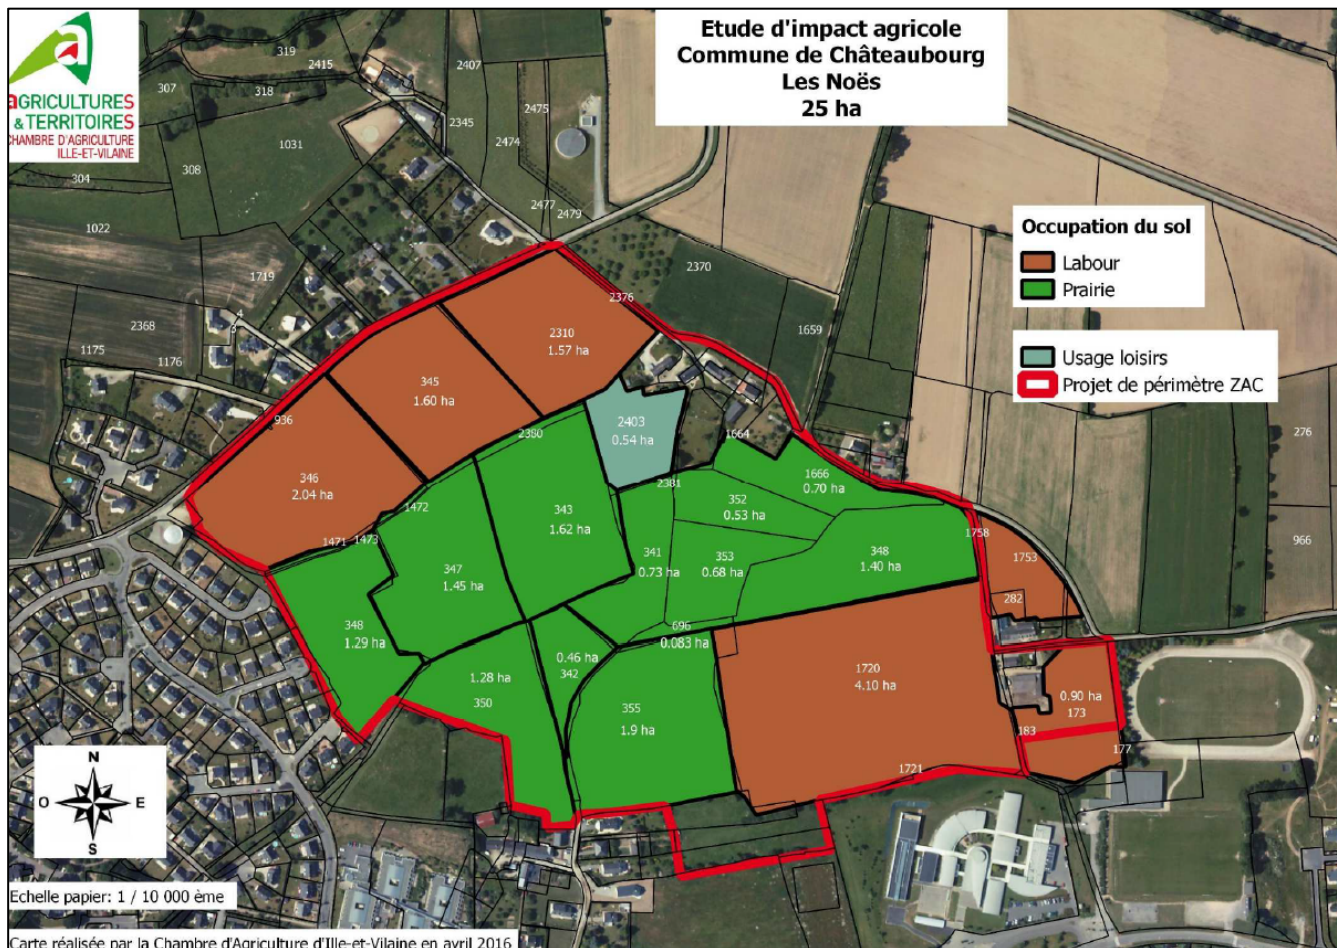 Etude d'impact agricole
Commune de Châteaubourg
Les Noës
25 ha
a
aGRICULTURES
& TERRITOIRES
CHAMBRE D'AGRICULTURE
ILLE-ET-VILAINE
319
2415
307
318
2407
2475
2345
1031
2474
308
304
2477
2479
1022
1719
2370
2376
4
3
2368
1175
1176
1659
Occupation du sol
Labour
Prairie
Usage loisirs
Projet de périmètre ZAC
2310
1.57 ha
345
1.60 ha
936
2380
2403
0.54 ha
1664
276
346
2.04 ha
2381
1666
0.70 ha
1472
343
1.62 ha
352
0.53 ha
1471
1473
341
0.73 ha
353
0.68 ha
348
1.40 ha
1758
1753
966
347
1.45 ha
282
348
1.29 ha
696
0.083 ha
0.46 ha
342
1.28 ha
350
1720
4.10 ha
0.90 ha
173
355
1.9 ha
183
177
1721
N
O
E
S
Echelle papier: 1 / 10 000 ème
Carte réalisée par la Chambre d'Agriculture d'Ille-et-Vilaine en avril 2016